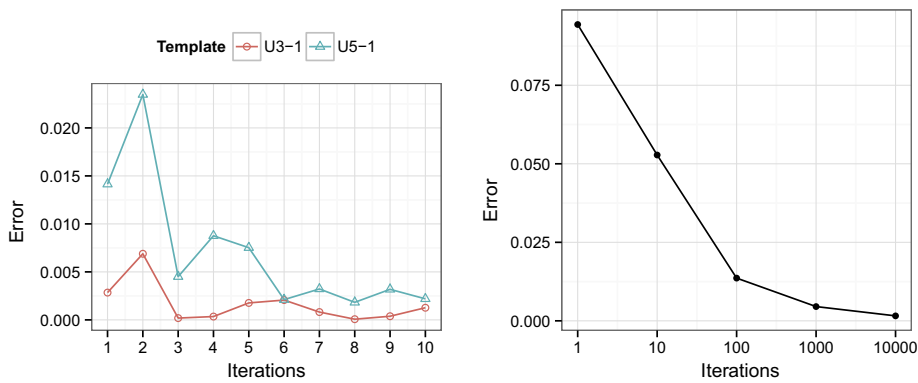 Template U3−1 U5−1
Error
0.020
0.015
0.010
0.005
0.000
1 2 3 4 5 6 7 8 9 10
Iterations
Error
0.075
0.050
0.025
0.000
1 10 100 1000 10000
Iterations